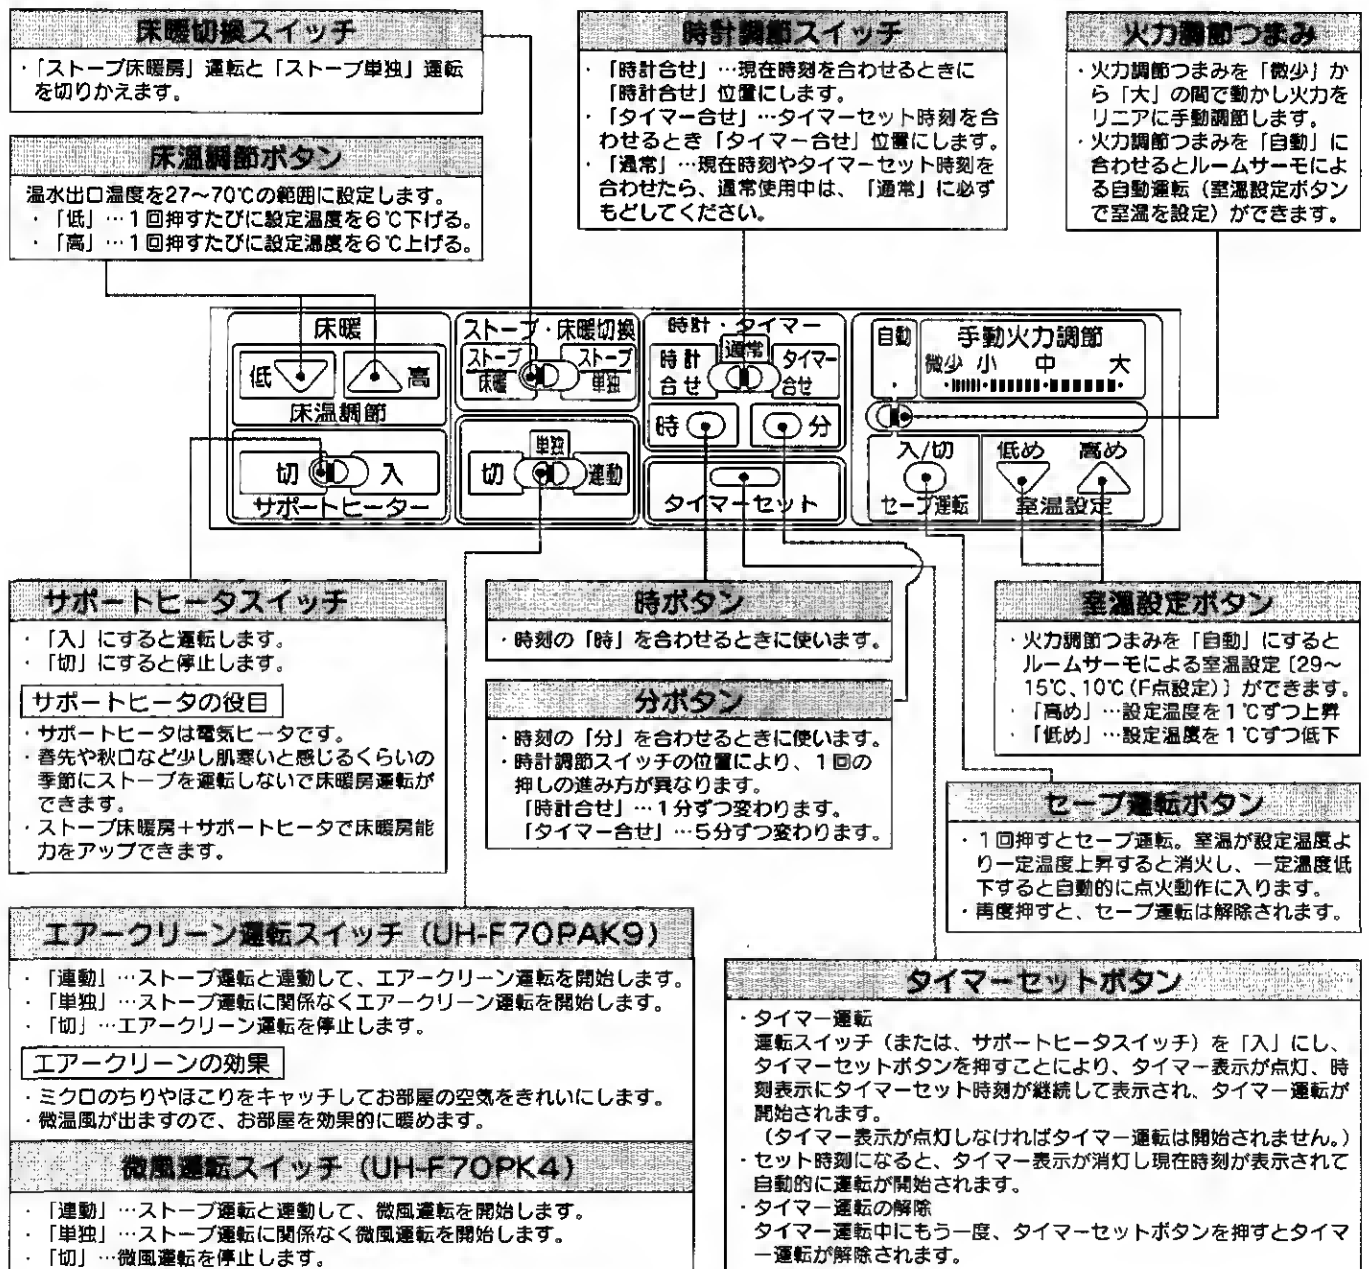 床暖切換スイッチ
・「ストーブ床暖房」運転と「ストーブ単独」運転
を切りかえます。
床温調節ボタン
温水出口温度を27〜70℃の範囲に設定します。
・「低」…1回押すたびに設定温度を6℃下げる。
・「高」…1回押すたびに設定温度を6℃上げる。
時計調節スイッチ
・「時計合せ」…現在時刻を合わせるときに
「時計合せ」位置にします。
・「タイマー合せ」…タイマーセット時刻を合
わせるとき「タイマー合せ」位置にします。
・「通常」…現在時刻やタイマーセット時刻を
合わせたら、通常使用中は、「通常」に必ず
もどしてください。
火力調節つまみ
・火力調節つまみを「微少」か
ら「大」の間で動かし火力を
リニアに手動調節します。
・火力調節つまみを「自動」に
合わせるとルームサーモによ
る自動運転（室温設定ボタン
で室温を設定）ができます。
床暖
低 高
床温調節
切 入
サポートヒーター
ストーブ・床暖切換
ストーブ床暖 ストーブ単独
単独
切 連動
時計・タイマー
時計合せ 通常 タイマー合せ
時 分
タイマーセット
自動 手動火力調節
微少 小 中 大
入/切 低め 高め
セーブ運転 室温設定
サポートヒータスイッチ
・「入」にすると運転します。
・「切」にすると停止します。
サポートヒータの役目
・サポートヒータは電気ヒータです。
・春先や秋口など少し肌寒いと感じるくらいの
季節にストーブを運転しないで床暖房運転が
できます。
・ストーブ床暖房＋サポートヒータで床暖房能
力をアップできます。
時ボタン
・時刻の「時」を合わせるときに使います。
分ボタン
・時刻の「分」を合わせるときに使います。
・時計調節スイッチの位置により、1回の
押しの進み方が異なります。
「時計合せ」…1分ずつ変わります。
「タイマー合せ」…5分ずつ変わります。
室温設定ボタン
・火力調節つまみを「自動」にすると
ルームサーモによる室温設定〔29〜
15℃、10℃(F点設定)〕ができます。
・「高め」…設定温度を1℃ずつ上昇
・「低め」…設定温度を1℃ずつ低下
セーブ運転ボタン
・1回押すとセーブ運転。室温が設定温度よ
り一定温度上昇すると消火し、一定温度低
下すると自動的に点火動作に入ります。
・再度押すと、セーブ運転は解除されます。
エアークリーン運転スイッチ（UH-F70PAK9）
・「連動」…ストーブ運転と連動して、エアークリーン運転を開始します。
・「単独」…ストーブ運転に関係なくエアークリーン運転を開始します。
・「切」…エアークリーン運転を停止します。
エアークリーンの効果
・ミクロのちりやほこりをキャッチしてお部屋の空気をきれいにします。
・微温風が出ますので、お部屋を効果的に暖めます。
微風運転スイッチ（UH-F70PK4）
・「連動」…ストーブ運転と連動して、微風運転を開始します。
・「単独」…ストーブ運転に関係なく微風運転を開始します。
・「切」…微風運転を停止します。
タイマーセットボタン
・タイマー運転
運転スイッチ（または、サポートヒータスイッチ）を「入」にし、
タイマーセットボタンを押すことにより、タイマー表示が点灯、時
刻表示にタイマーセット時刻が継続して表示され、タイマー運転が
開始されます。
（タイマー表示が点灯しなければタイマー運転は開始されません。）
・セット時刻になると、タイマー表示が消灯し現在時刻が表示されて
自動的に運転が開始されます。
・タイマー運転の解除
タイマー運転中にもう一度、タイマーセットボタンを押すとタイマ
ー運転が解除されます。